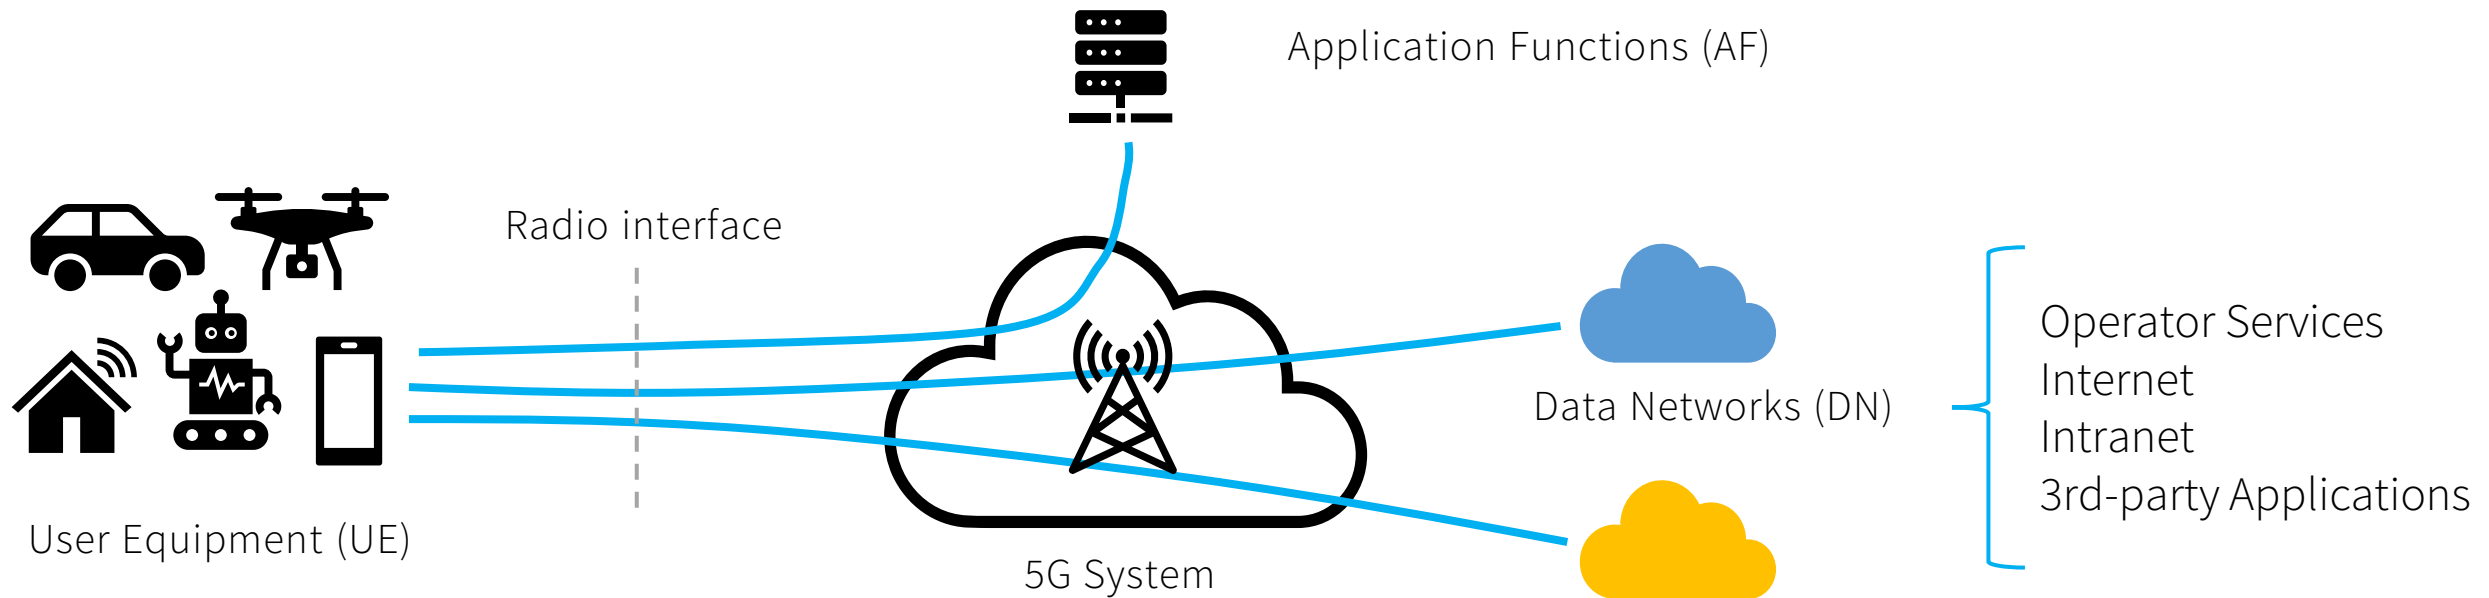 Application Functions (AF)
Radio interface
Operator Services
Internet
Data Networks (DN)
Intranet
3rd-party Applications
User Equipment (UE)
5G System